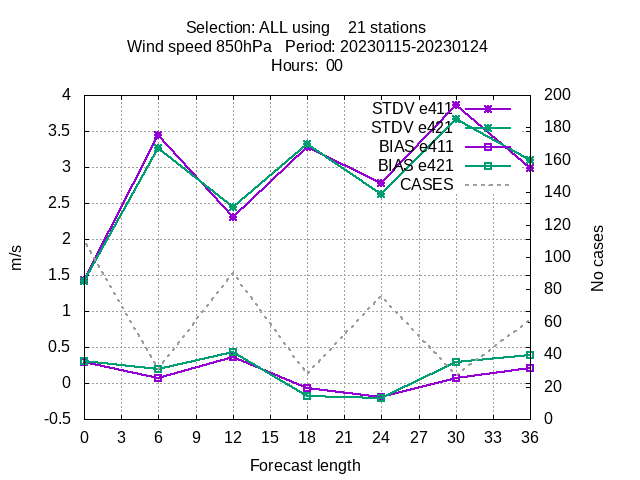 Selection: ALL using    21 stations
Wind speed 850hPa   Period: 20230115-20230124
Hours:  00
STDV e411
STDV e421
BIAS e411
BIAS e421
CASES
m/s
4
3.5
3
2.5
2
1.5
1
0.5
0
-0.5
200
180
160
140
120
100
80
60
40
20
0
No cases
0 3 6 9 12 15 18 21 24 27 30 33 36
Forecast length